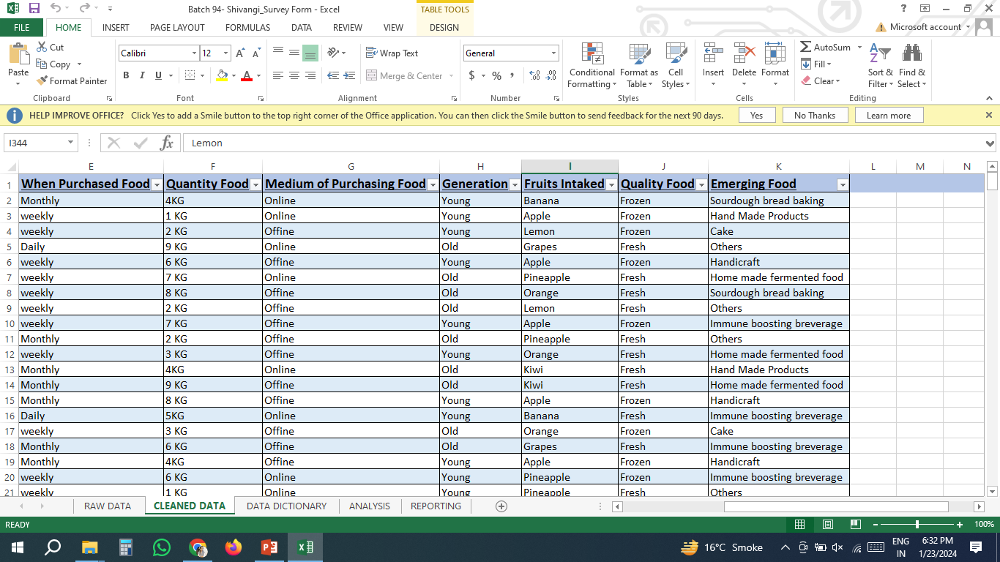 Batch 94- Shivangi_Survey Form - Excel
TABLE TOOLS
FILE HOME INSERT PAGE LAYOUT FORMULAS DATA REVIEW VIEW DESIGN Microsoft account
Paste
Cut
Copy
Format Painter
Clipboard
Calibri 12
B I U
Font
Wrap Text
Merge & Center
Alignment
General
$ % ,
Number
Conditional Formatting
Format as Table
Cell Styles
Styles
Insert Delete Format
Cells
AutoSum
Fill
Clear
Sort & Filter
Find & Select
Editing
HELP IMPROVE OFFICE? Click Yes to add a Smile button to the top right corner of the Office application. You can then click the Smile button to send feedback for the next 90 days. Yes No Thanks Learn more
I344 fx Lemon
E F G H I J K L M N
1 When Purchased Food Quantity Food Medium of Purchasing Food Generation Fruits Intaked Quality Food Emerging Food
2 Monthly 4KG Online Young Banana Frozen Sourdough bread baking
3 weekly 1 KG Online Young Apple Frozen Hand Made Products
4 weekly 2 KG Offine Young Lemon Frozen Cake
5 Daily 9 KG Online Old Grapes Fresh Others
6 weekly 6 KG Offine Young Apple Frozen Handicraft
7 weekly 7 KG Online Old Pineapple Fresh Home made fermented food
8 weekly 8 KG Offine Old Orange Fresh Sourdough bread baking
9 weekly 2 KG Offine Old Lemon Fresh Others
10 weekly 7 KG Offine Young Apple Frozen Immune boosting breverage
11 Monthly 2 KG Offine Old Pineapple Fresh Others
12 weekly 3 KG Offine Young Orange Fresh Home made fermented food
13 Monthly 4KG Online Old Kiwi Fresh Hand Made Products
14 Monthly 9 KG Offine Old Kiwi Fresh Home made fermented food
15 Monthly 8 KG Offine Young Apple Frozen Handicraft
16 Daily 5KG Online Young Banana Fresh Immune boosting breverage
17 weekly 3 KG Offine Old Orange Frozen Cake
18 Monthly 6 KG Offine Old Grapes Fresh Immune boosting breverage
19 Monthly 4KG Offine Young Apple Frozen Handicraft
20 weekly 6 KG Online Young Pineapple Frozen Immune boosting breverage
21 weekly 1 KG Online Young Pineapple Fresh Others
RAW DATA CLEANED DATA DATA DICTIONARY ANALYSIS REPORTING
READY 100%
16°C Smoke ENG 6:32 PM
IN 1/23/2024